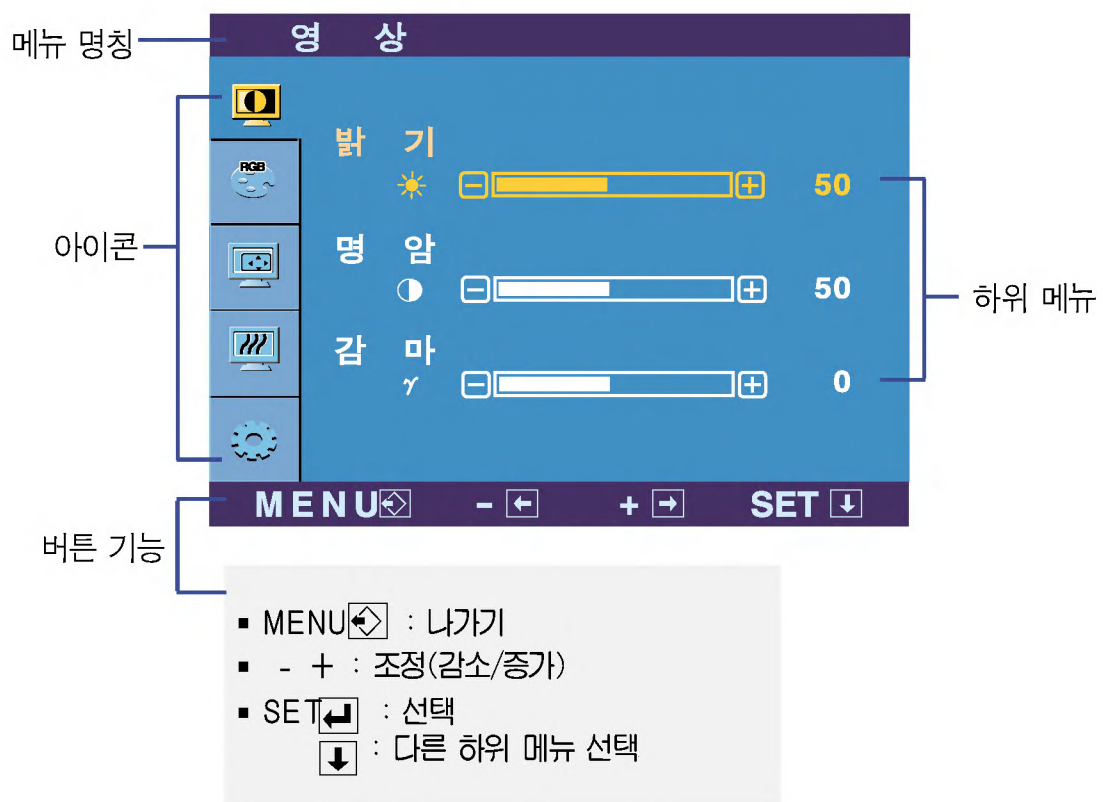 메뉴 명칭
영 상
RGB
밝 기
50
아이콘
명 암
50
하위 메뉴
감 마
γ
0
MENU - + SET
버튼 기능
▪ MENU : 나가기
▪ - + : 조정(감소/증가)
▪ SET : 선택
: 다른 하위 메뉴 선택